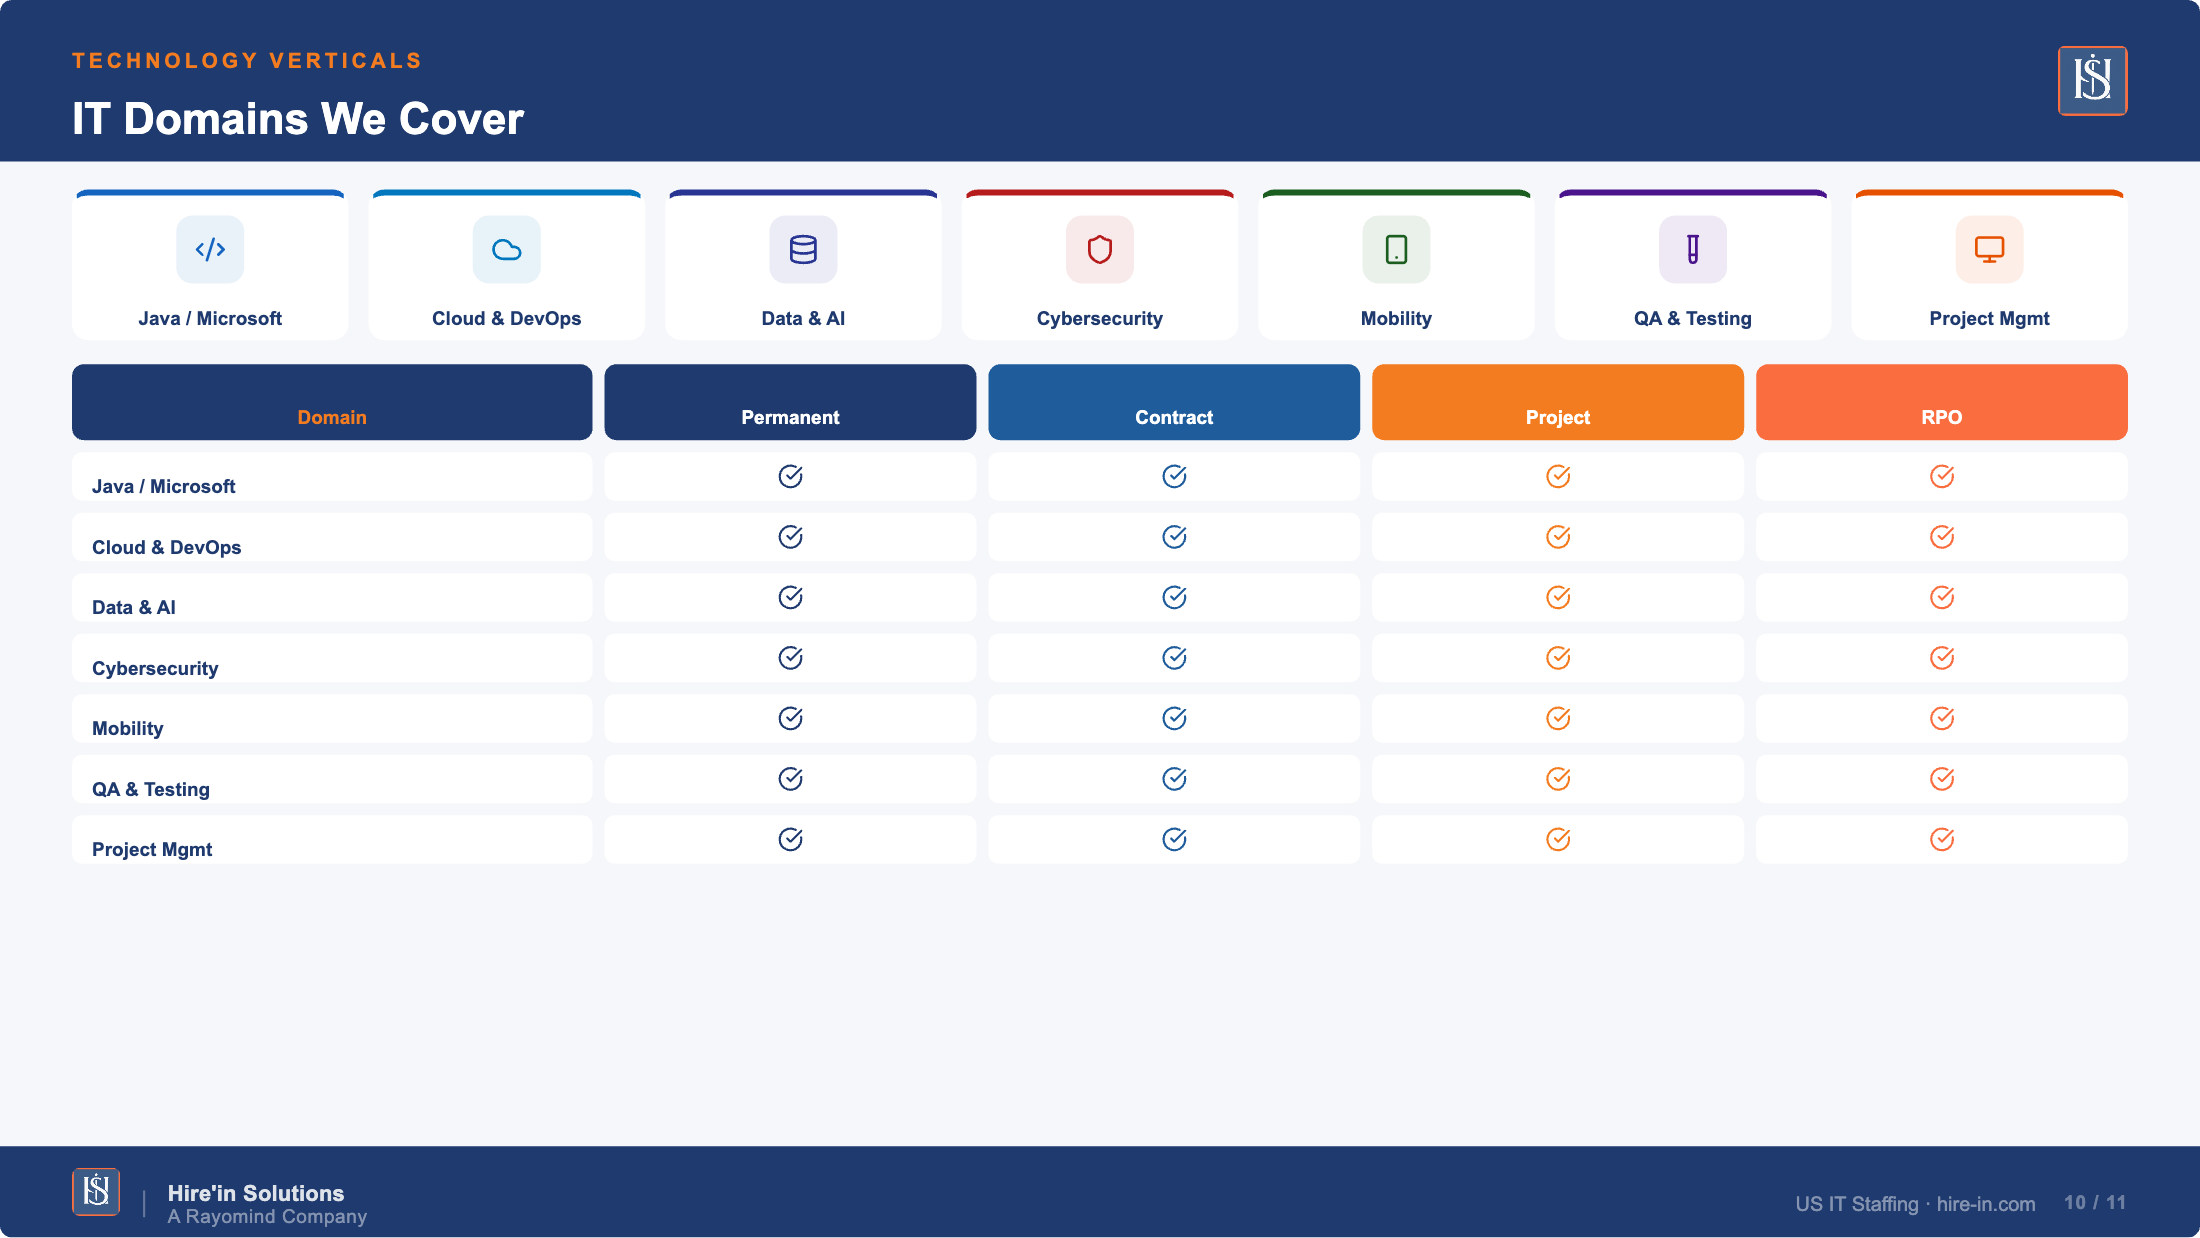 TECHNOLOGY VERTICALS
IT Domains We Cover
Java / Microsoft
Cloud & DevOps
Data & AI
Cybersecurity
Mobility
QA & Testing
Project Mgmt
Domain
Permanent
Contract
Project
RPO
Java / Microsoft
Cloud & DevOps
Data & AI
Cybersecurity
Mobility
QA & Testing
Project Mgmt
Hire'in Solutions
A Rayomind Company
US IT Staffing · hire-in.com
10 / 11